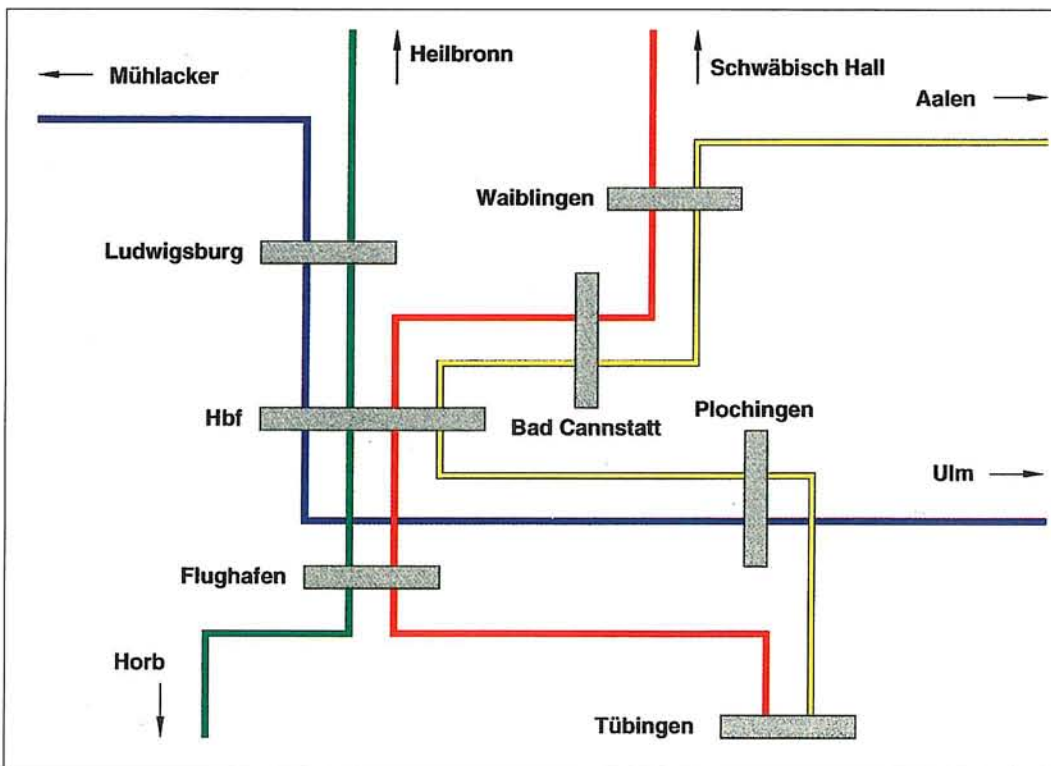 Mühlacker
Heilbronn
Schwäbisch Hall
Aalen
Waiblingen
Ludwigsburg
Hbf
Bad Cannstatt
Plochingen
Ulm
Flughafen
Horb
Tübingen